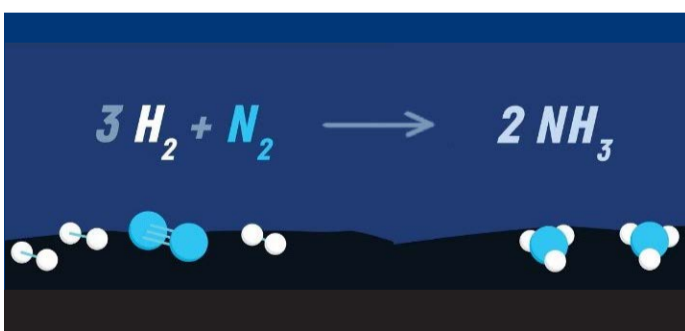 3 H₂ + N₂ → 2 NH₃